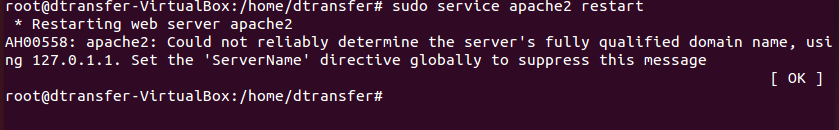 root@dtransfer-VirtualBox:/home/dtransfer# sudo service apache2 restart
 * Restarting web server apache2
AH00558: apache2: Could not reliably determine the server's fully qualified domain name, usi
ng 127.0.1.1. Set the 'ServerName' directive globally to suppress this message
[ OK ]
root@dtransfer-VirtualBox:/home/dtransfer#